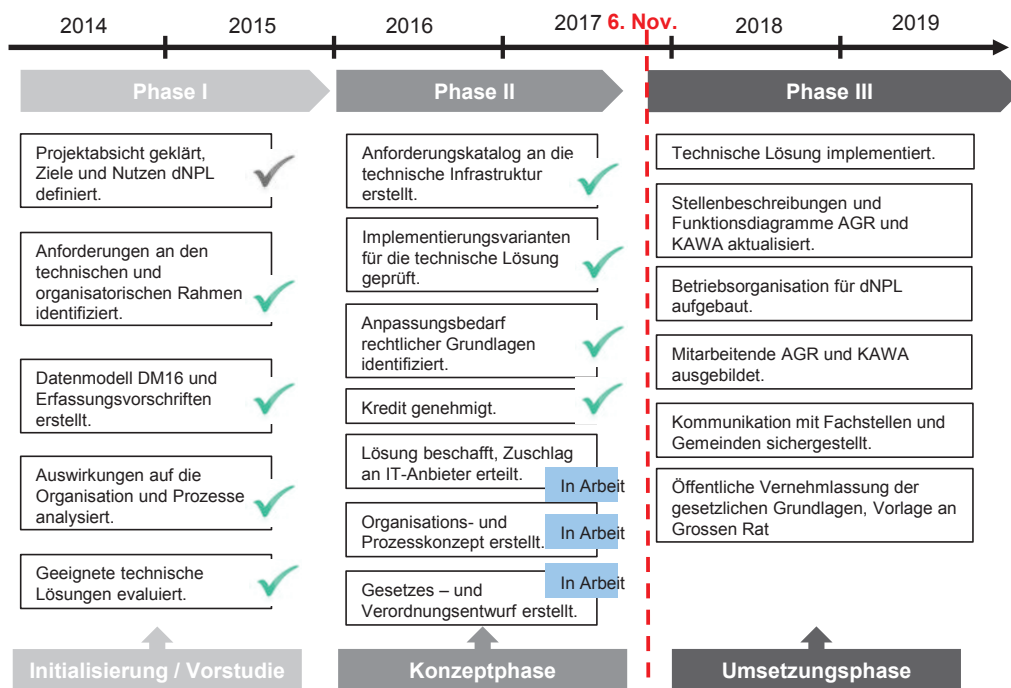 2014
2015
2016
2017
6. Nov.
2018
2019
Phase I
Phase II
Phase III
Projektabsicht geklärt,
Ziele und Nutzen dNPL
definiert.
Anforderungen an den
technischen und
organisatorischen Rahmen
identifiziert.
Datenmodell DM16 und
Erfassungsvorschriften
erstellt.
Auswirkungen auf die
Organisation und Prozesse
analysiert.
Geeignete technische
Lösungen evaluiert.
Anforderungskatalog an die
technische Infrastruktur
erstellt.
Implementierungsvarianten
für die technische Lösung
geprüft.
Anpassungsbedarf
rechtlicher Grundlagen
identifiziert.
Kredit genehmigt.
Lösung beschafft, Zuschlag
an IT-Anbieter erteilt.
In Arbeit
Organisations- und
Prozesskonzept erstellt.
In Arbeit
Gesetzes – und
Verordnungsentwurf erstellt.
In Arbeit
Technische Lösung implementiert.
Stellenbeschreibungen und
Funktionsdiagramme AGR und
KAWA aktualisiert.
Betriebsorganisation für dNPL
aufgebaut.
Mitarbeitende AGR und KAWA
ausgebildet.
Kommunikation mit Fachstellen und
Gemeinden sichergestellt.
Öffentliche Vernehmlassung der
gesetzlichen Grundlagen, Vorlage an
Grossen Rat
Initialisierung / Vorstudie
Konzeptphase
Umsetzungsphase